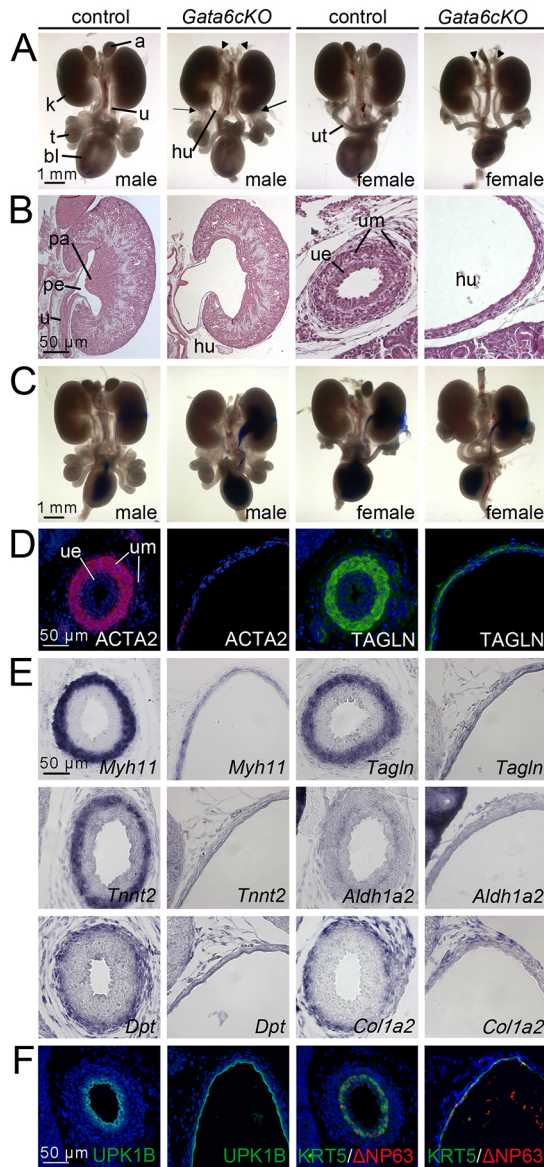 control Gata6cKO control Gata6cKO
A a
k u ut
t hu
bl
1 mm male male female female
B um
pa ue hu
pe
u
50 µm hu
C
1 mm male male female female
D ue um
50 µm ACTA2 ACTA2 TAGLN TAGLN
E
50 µm Myh11 Myh11 Tagln Tagln
Tnnt2 Tnnt2 Aldh1a2 Aldh1a2
Dpt Dpt Col1a2 Col1a2
F
50 µm UPK1B UPK1B KRT5/ΔNP63 KRT5/ΔNP63